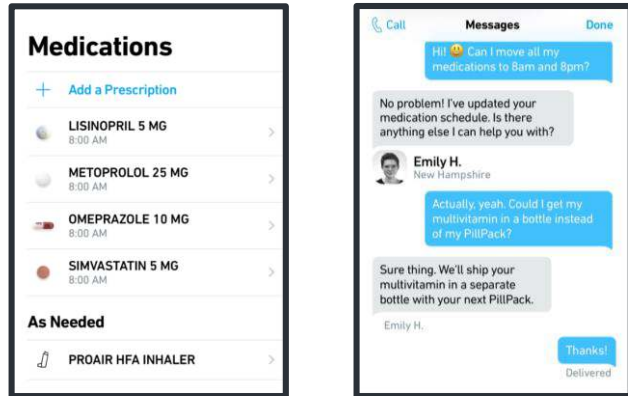 Medications
+ Add a Prescription
LISINOPRIL 5 MG
8:00 AM
METOPROLOL 25 MG
8:00 AM
OMEPRAZOLE 10 MG
8:00 AM
SIMVASTATIN 5 MG
8:00 AM
As Needed
PROAIR HFA INHALER
Call Messages Done
Hi! 😃 Can I move all my
medications to 8am and 8pm?
No problem! I've updated your
medication schedule. Is there
anything else I can help you with?
Emily H.
New Hampshire
Actually, yeah. Could I get my
multivitamin in a bottle instead
of my PillPack?
Sure thing. We'll ship your
multivitamin in a separate
bottle with your next PillPack.
Emily H.
Thanks!
Delivered